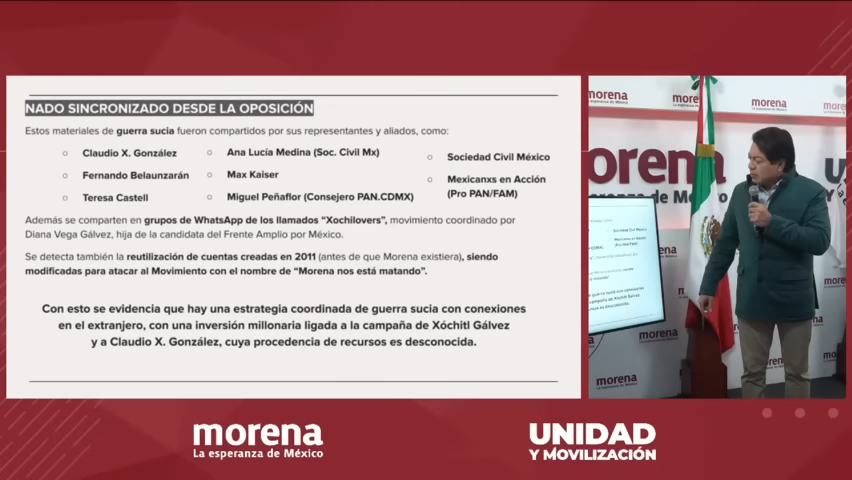 NADO SINCRONIZADO DESDE LA OPOSICIÓN
Estos materiales de guerra sucia fueron compartidos por sus representantes y aliados, como:
○ Claudio X. González
○ Fernando Belaunzarán
○ Teresa Castell
○ Ana Lucía Medina (Soc. Civil Mx)
○ Max Kaiser
○ Miguel Peñaflor (Consejero PAN.CDMX)
○ Sociedad Civil México
○ Mexicanxs en Acción
(Pro PAN/FAM)
Además se comparten en grupos de WhatsApp de los llamados “Xochilovers”, movimiento coordinado por
Diana Vega Gálvez, hija de la candidata del Frente Amplio por México.
Se detecta también la reutilización de cuentas creadas en 2011 (antes de que Morena existiera), siendo
modificadas para atacar al Movimiento con el nombre de “Morena nos está matando”.
Con esto se evidencia que hay una estrategia coordinada de guerra sucia con conexiones
en el extranjero, con una inversión millonaria ligada a la campaña de Xóchitl Gálvez
y a Claudio X. González, cuya procedencia de recursos es desconocida.
morena
morena
morena
morena
morena
morena
La esperanza de México
UNIDAD
Y MOVILIZACIÓN